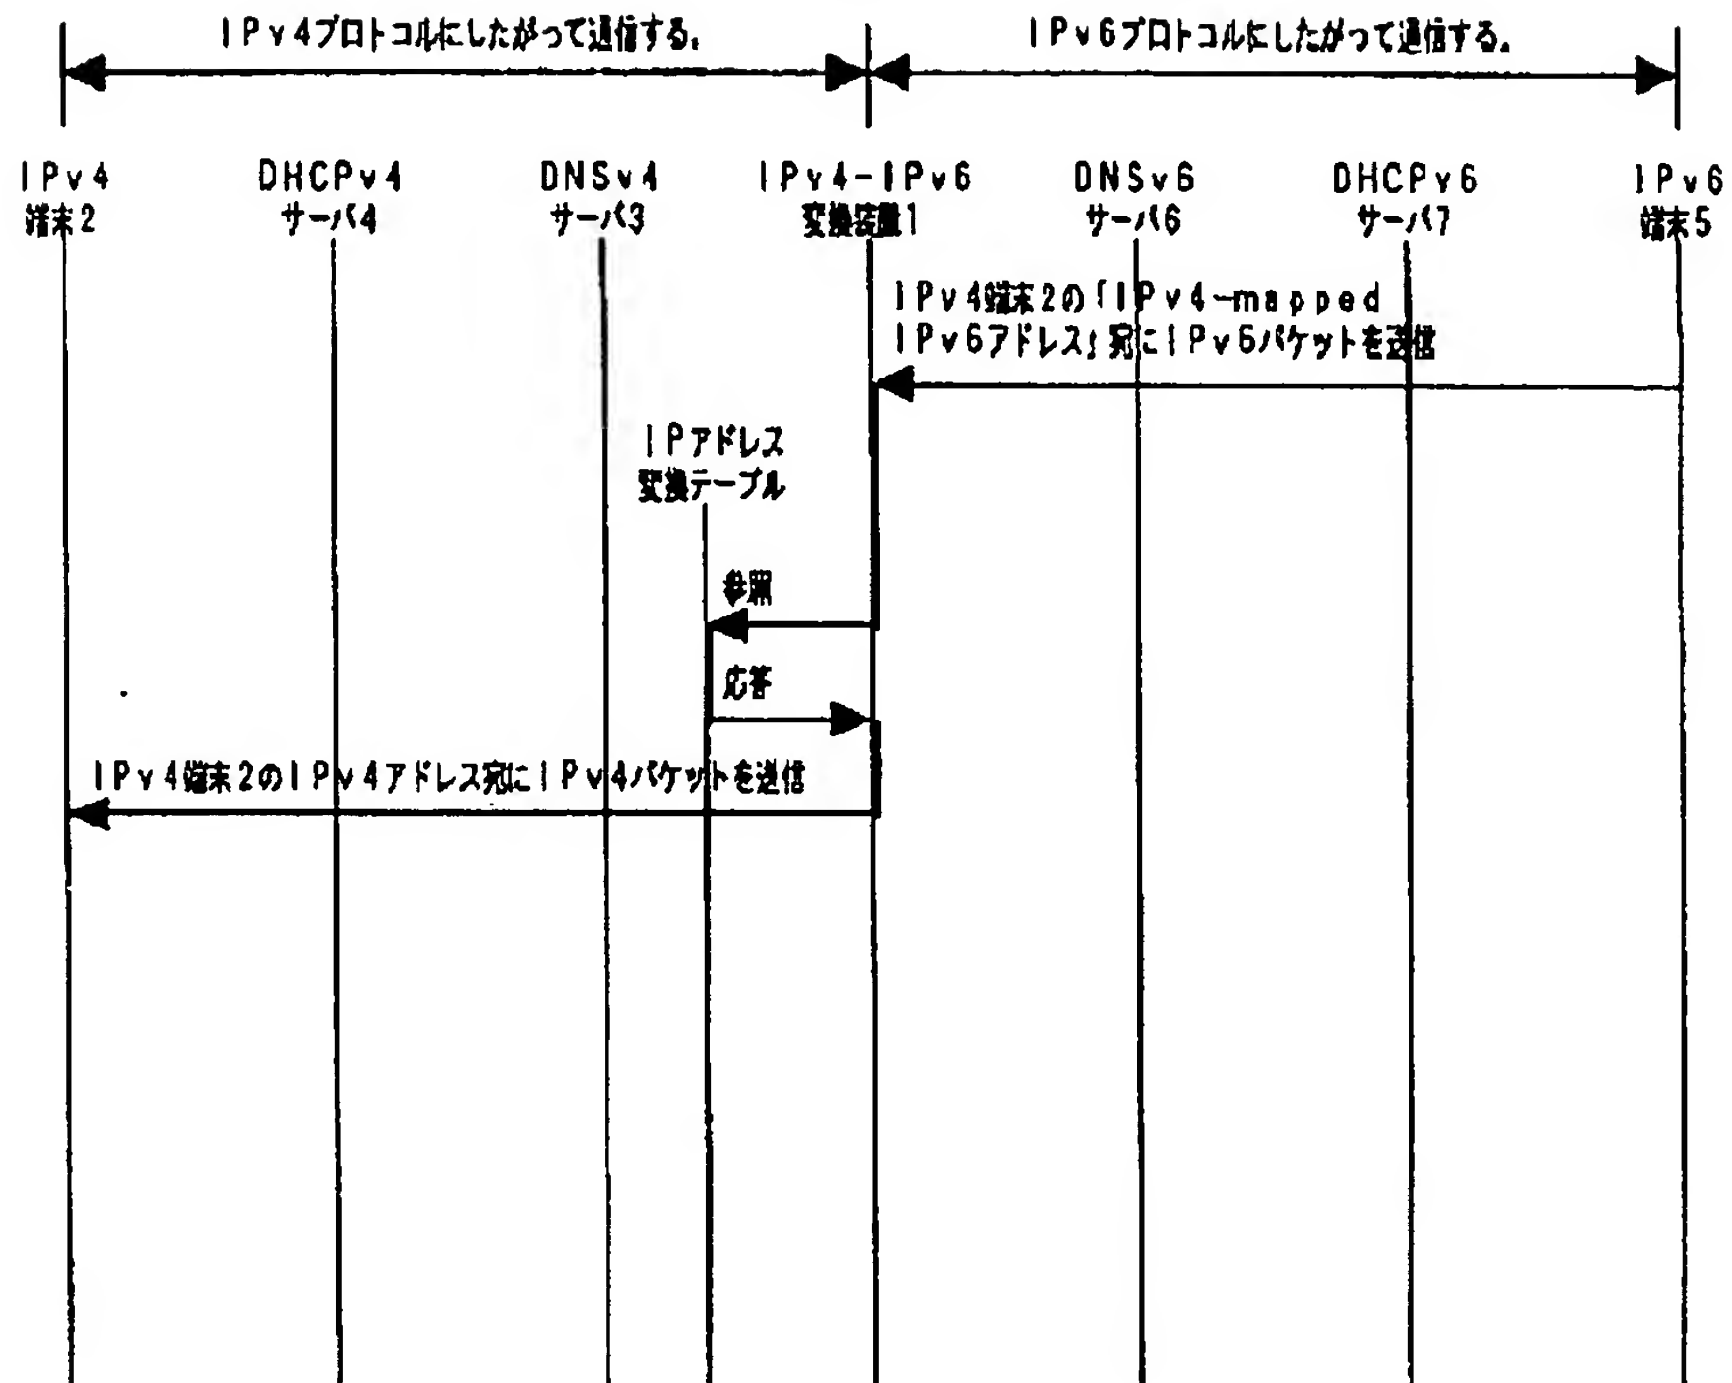 IPv4プロトコルにしたがって通信する。
IPv6プロトコルにしたがって通信する。
IPv4
端末2
DHCPv4
サーバ4
DNSv4
サーバ3
IPv4-IPv6
変換装置1
DNSv6
サーバ6
DHCPv6
サーバ7
IPv6
端末5
IPv4端末2の「IPv4-mapped
IPv6アドレス」宛にIPv6パケットを送信
IPアドレス
変換テーブル
参照
応答
IPv4端末2のIPv4アドレス宛にIPv4パケットを送信